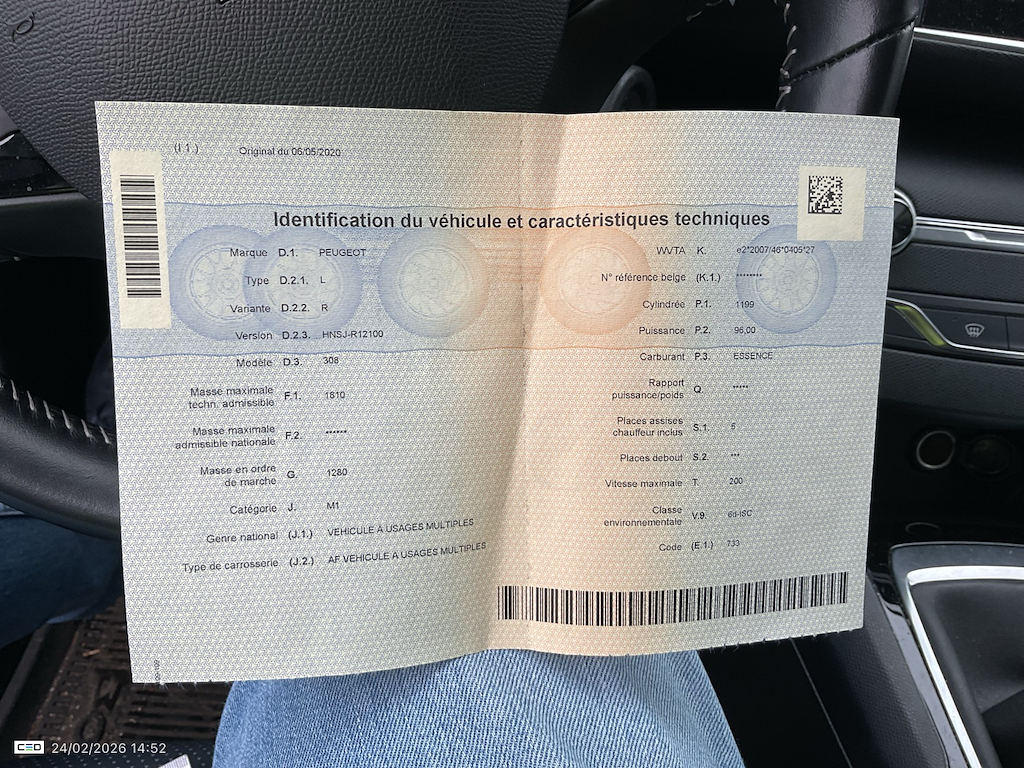 (I 1.) Original du 06/05/2020
Identification du véhicule et caractéristiques techniques
Marque D.1. PEUGEOT
Type D.2.1. L
Variante D.2.2. R
Version D.2.3. HNSJ-R12100
Modèle D.3. 308
Masse maximale
techn. admissible F.1. 1810
Masse maximale
admissible nationale F.2. ******
Masse en ordre
de marche G. 1280
Catégorie J. M1
Genre national (J.1.) VEHICULE A USAGES MULTIPLES
Type de carrosserie (J.2.) AF VEHICULE A USAGES MULTIPLES
WVTA K. e2*2007/46*0405*27
N° référence belge (K.1.) ********
Cylindrée P.1. 1199
Puissance P.2. 96,00
Carburant P.3. ESSENCE
Rapport
puissance/poids Q. *****
Places assises
chauffeur inclus S.1. 5
Places debout S.2. ***
Vitesse maximale T. 200
Classe
environnementale V.9. 6d-ISC
Code (E.1.) 733
CEO 24/02/2026 14:52